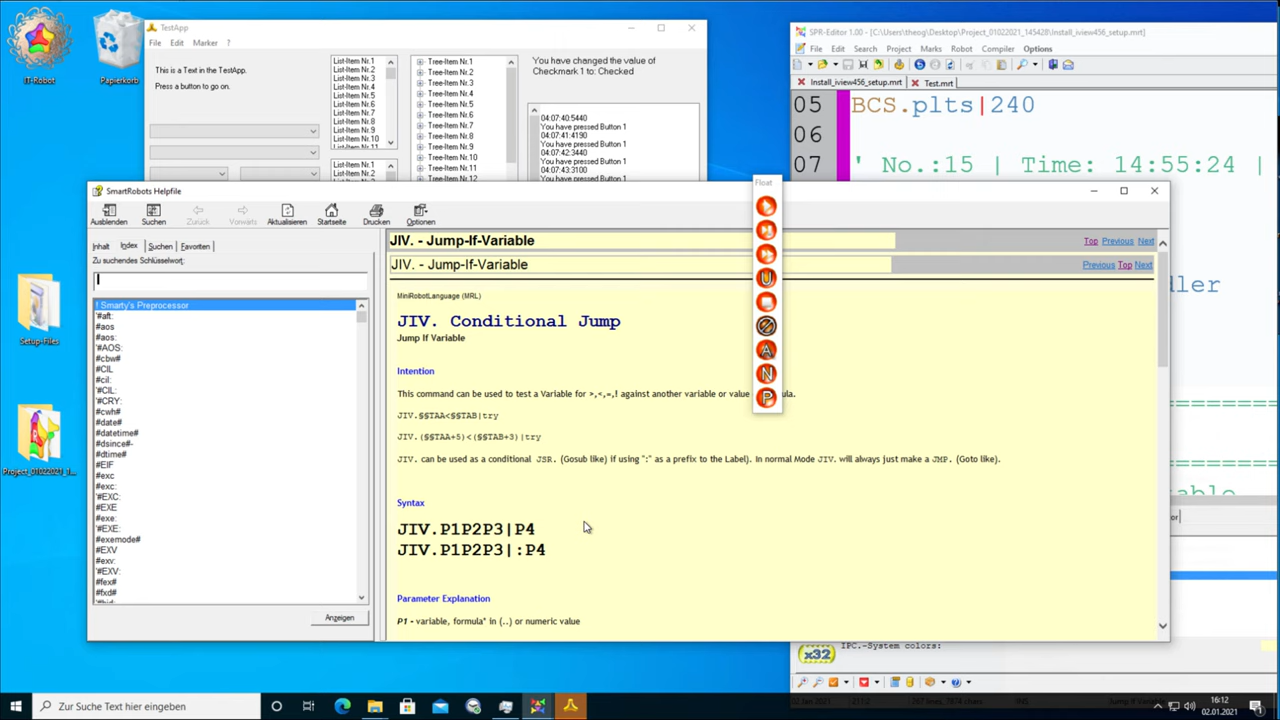 IT-Robot
Papierkorb
Setup-Files
Project_01022021_1...
TestApp
File Edit Marker ?
This is a Text in the TestApp.
Press a button to go on.
List-Item Nr.1
List-Item Nr.2
List-Item Nr.3
List-Item Nr.4
List-Item Nr.5
List-Item Nr.6
List-Item Nr.7
List-Item Nr.8
List-Item Nr.9
List-Item Nr.10
List-Item Nr.1
List-Item Nr.2
Tree-Item Nr.1
Tree-Item Nr.2
Tree-Item Nr.3
Tree-Item Nr.4
Tree-Item Nr.5
Tree-Item Nr.6
Tree-Item Nr.7
Tree-Item Nr.8
Tree-Item Nr.9
Tree-Item Nr.10
Tree-Item Nr.11
Tree-Item Nr.12
You have changed the value of
Checkmark 1 to: Checked
04:07:40:5440
You have pressed Button 1
04:07:41:4190
You have pressed Button 1
04:07:42:3440
You have pressed Button 1
04:07:43:3100
You have pressed Button 1
SPR-Editor 1.00 - [C:\Users\theog\Desktop\Project_01022021_145428\Install_iview456_setup.mrt]
File Edit Search Project Marks Robot Compiler Options
Install_iview456_setup.mrt Test.mrt
05 BCS.plts|240
06
07 ' No.:15 | Time: 14:55:24 |
Float
U
A
N
P
SmartRobots Helpfile
Ausblenden Suchen Zurück Vorwärts Aktualisieren Startseite Drucken Optionen
Inhalt Index Suchen Favoriten
Zu suchendes Schlüsselwort:
! Smarty's Preprocessor
'#aft:
#aos
#aos:
'#AOS:
#cbw#
#CIL
#cil:
'#CIL:
'#CRY:
#cwh#
#date#
#datetime#
#dsince#-
#dtime#
#EIF
#exc
#exc:
'#EXC:
#EXE
#exe:
'#EXE:
#exemode#
#EXV
#exv:
'#EXV:
#fex#
#fxd#
Anzeigen
JIV. - Jump-If-Variable
Top Previous Next
JIV. - Jump-If-Variable
Previous Top Next
MiniRobotLanguage (MRL)
JIV. Conditional Jump
Jump If Variable
Intention
This command can be used to test a Variable for >,<,=,! against another variable or value
JIV.§§TAA<§§TAB|try
JIV.(§§TAA+5)<(§§TAB+3)|try
JIV. can be used as a conditional JSR. (Gosub like) if using ":" as a prefix to the Label). In normal Mode JIV. will always just make a JMP. (Goto like).
Syntax
JIV.P1P2P3|P4
JIV.P1P2P3|:P4
Parameter Explanation
P1 - variable, formula* in (..) or numeric value
x32
IPC.-System colors:
Zur Suche Text hier eingeben
16:12
02.01.2021